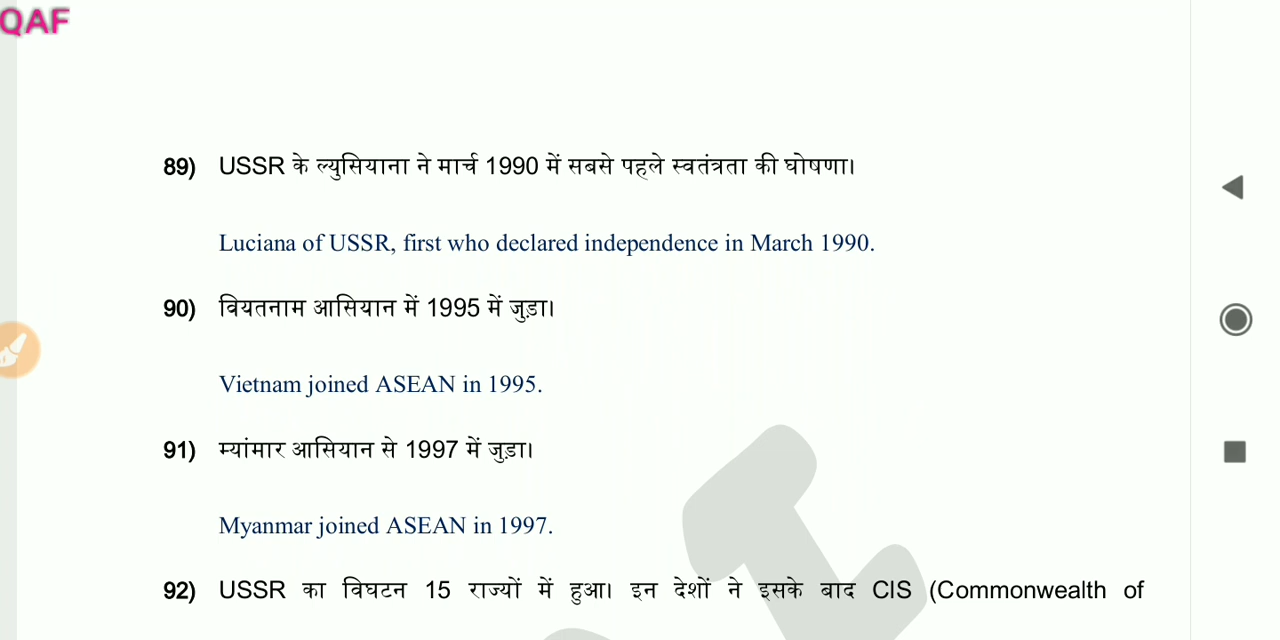 QAF
89) USSR के ल्युसियाना ने मार्च 1990 में सबसे पहले स्वतंत्रता की घोषणा।
Luciana of USSR, first who declared independence in March 1990.
90) वियतनाम आसियान में 1995 में जुड़ा।
Vietnam joined ASEAN in 1995.
91) म्यांमार आसियान से 1997 में जुड़ा।
Myanmar joined ASEAN in 1997.
92) USSR का विघटन 15 राज्यों में हुआ। इन देशों ने इसके बाद CIS (Commonwealth of